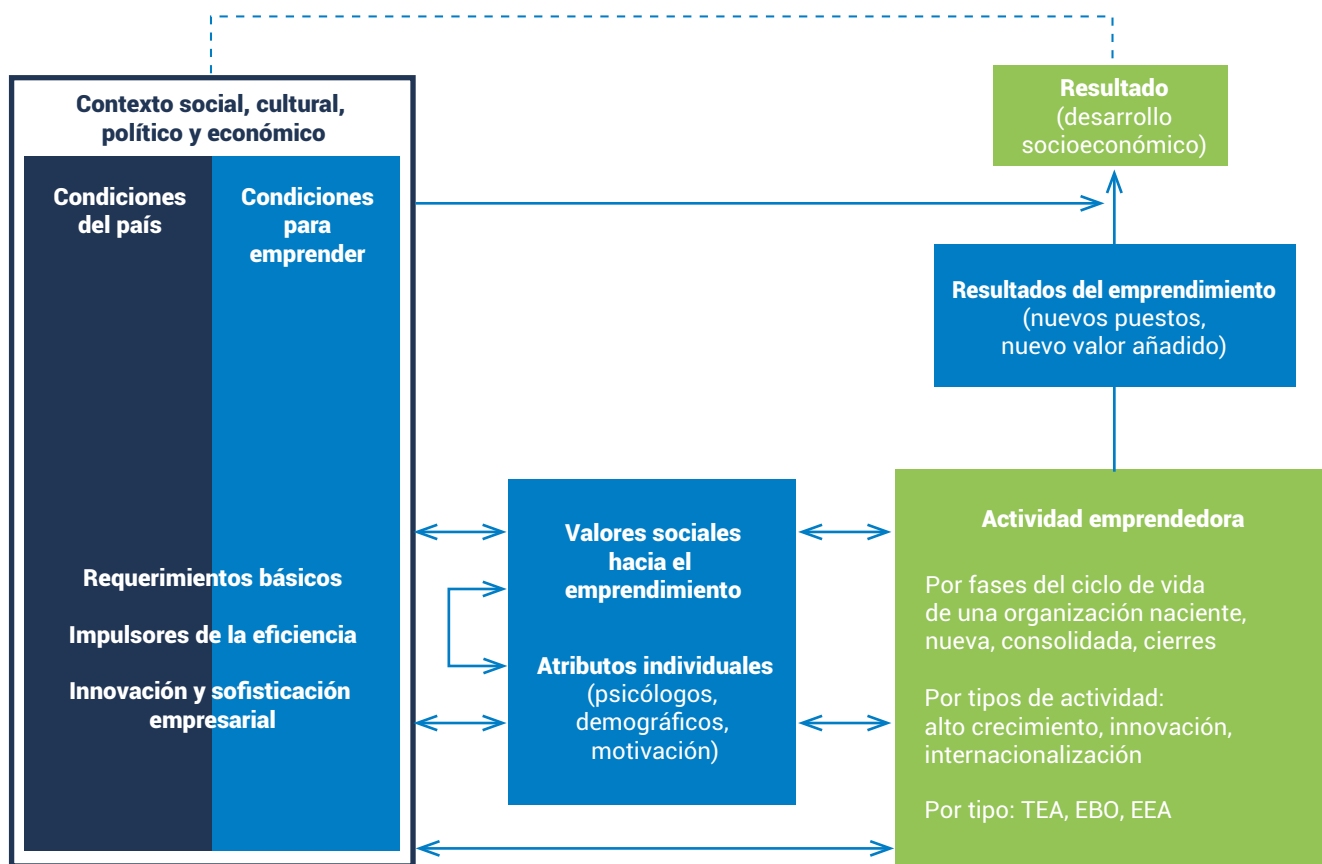 Contexto social, cultural,
político y económico
Condiciones
del país
Condiciones
para
emprender
Requerimientos básicos
Impulsores de la eficiencia
Innovación y sofisticación
empresarial
Valores sociales
hacia el
emprendimiento
Atributos individuales
(psicólogos,
demográficos,
motivación)
Resultado
(desarrollo
socioeconómico)
Resultados del emprendimiento
(nuevos puestos,
nuevo valor añadido)
Actividad emprendedora
Por fases del ciclo de vida
de una organización naciente,
nueva, consolidada, cierres
Por tipos de actividad:
alto crecimiento, innovación,
internacionalización
Por tipo: TEA, EBO, EEA